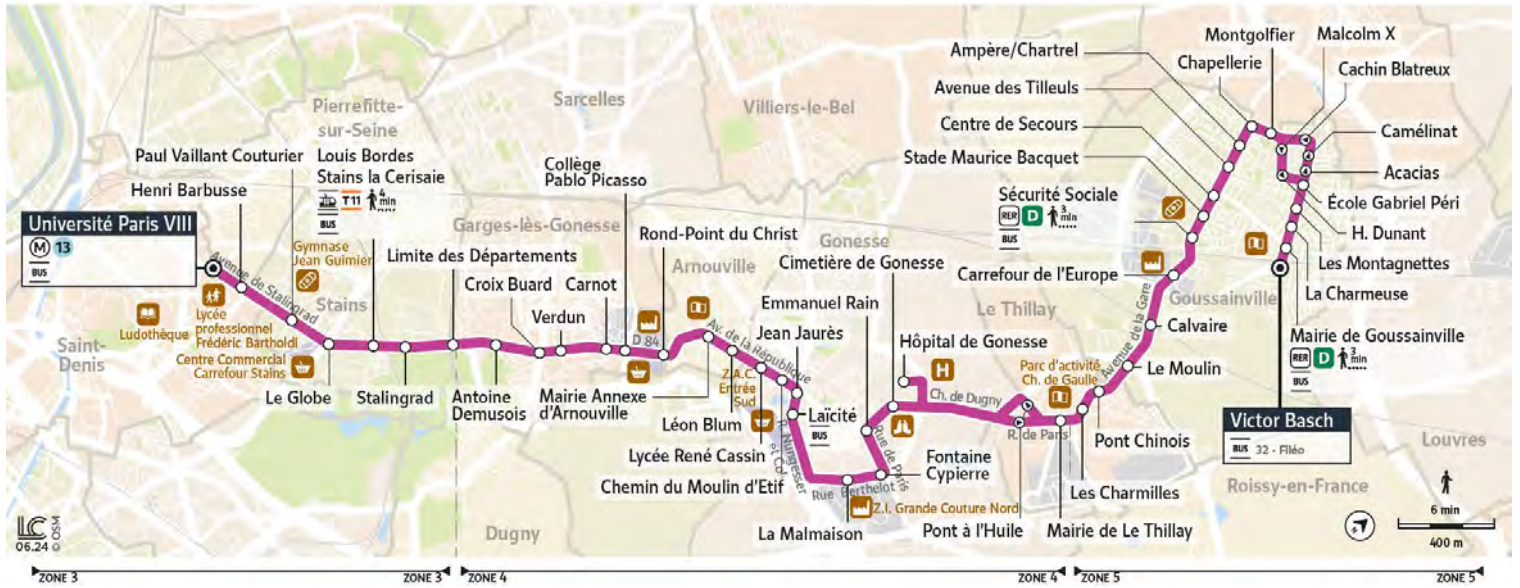 Université Paris VIII
M 13
BUS
Henri Barbusse
Paul Vaillant Couturier
Pierrefitte-
sur-Seine
Louis Bordes
Stains la Cerisaie
T11
4
min
BUS
Avenue de Stalingrad
Gymnase
Jean Guimier
Ludothèque
Lycée
professionnel
Frédéric Bartholdi
Centre Commercial
Carrefour Stains
Stains
Saint-
Denis
Le Globe
Stalingrad
Limite des Départements
Antoine
Demusois
Garges-lès-Gonesse
Croix Buard
Verdun
Carnot
Collège
Pablo Picasso
Sarcelles
D 84
Rond-Point du Christ
Arnouville
Mairie Annexe
d'Arnouville
Av. de la République
Léon Blum
Z.A.C.
Entrée
Sud
Lycée René Cassin
Chemin du Moulin d'Etif
Jean Jaurès
Laïcité
BUS
R. Nungesser
et Coli
Rue Berthelot
La Malmaison
Z.I. Grande Couture Nord
Fontaine
Cypierre
Rue de Paris
Emmanuel Rain
Cimetière de Gonesse
Gonesse
Villiers-le-Bel
Hôpital de Gonesse
H
Ch. de Dugny
Pont à l'Huile
R. de Paris
Parc d'activité
Ch. de Gaulle
Mairie de Le Thillay
Le Thillay
Les Charmilles
Pont Chinois
Le Moulin
Avenue de la Gare
Calvaire
Carrefour de l'Europe
Goussainville
Sécurité Sociale
RER D
3
min
BUS
Stade Maurice Bacquet
Centre de Secours
Avenue des Tilleuls
Ampère/Chartrel
Chapellerie
Montgolfier
Malcolm X
Cachin Blatreux
Camélinat
Acacias
École Gabriel Péri
H. Dunant
Les Montagnettes
La Charmeuse
Mairie de Goussainville
RER D
3
min
BUS
Victor Basch
BUS 32 - Filéo
Louvres
Roissy-en-France
Dugny
6 min
400 m
LC
06.24
© OSM
ZONE 3
ZONE 3
ZONE 4
ZONE 4
ZONE 5
ZONE 5